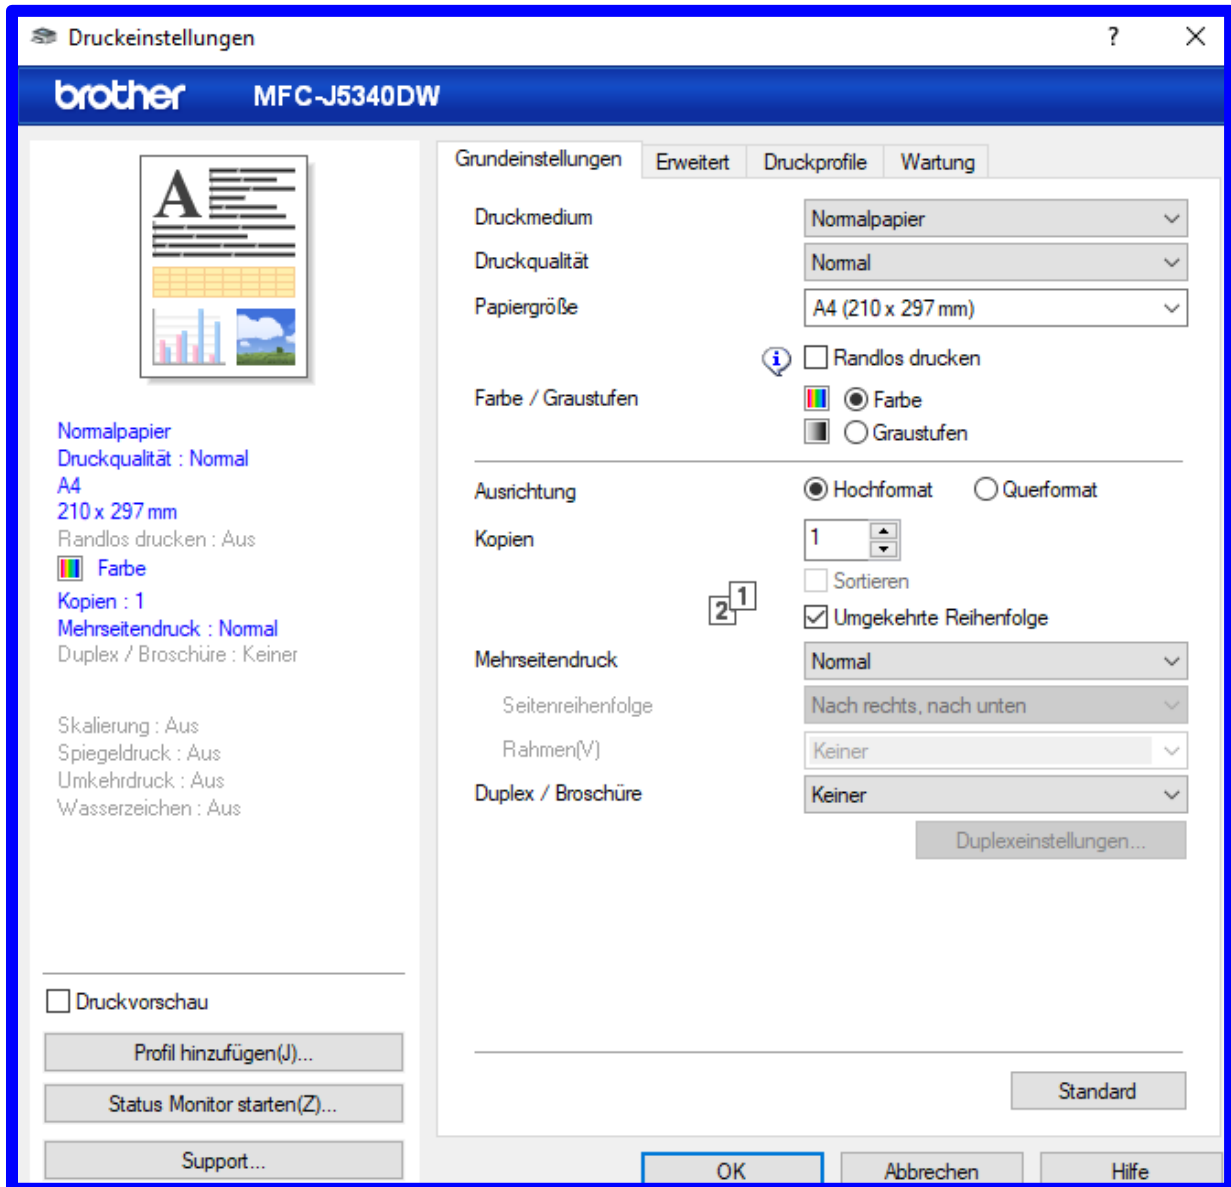 Druckeinstellungen
?
brother MFC-J5340DW
A
Normalpapier
Druckqualität : Normal
A4
210 x 297 mm
Randlos drucken : Aus
Farbe
Kopien : 1
Mehrseitendruck : Normal
Duplex / Broschüre : Keiner
Skalierung : Aus
Spiegeldruck : Aus
Umkehrdruck : Aus
Wasserzeichen : Aus
Druckvorschau
Profil hinzufügen(J)...
Status Monitor starten(Z)...
Support...
Grundeinstellungen Erweitert Druckprofile Wartung
Druckmedium Normalpapier
Druckqualität Normal
Papiergröße A4 (210 x 297 mm)
i Randlos drucken
Farbe / Graustufen Farbe
Graustufen
Ausrichtung Hochformat Querformat
Kopien 1
Sortieren
2 1 Umgekehrte Reihenfolge
Mehrseitendruck Normal
Seitenreihenfolge Nach rechts, nach unten
Rahmen(V) Keiner
Duplex / Broschüre Keiner
Duplexeinstellungen...
Standard
OK Abbrechen Hilfe